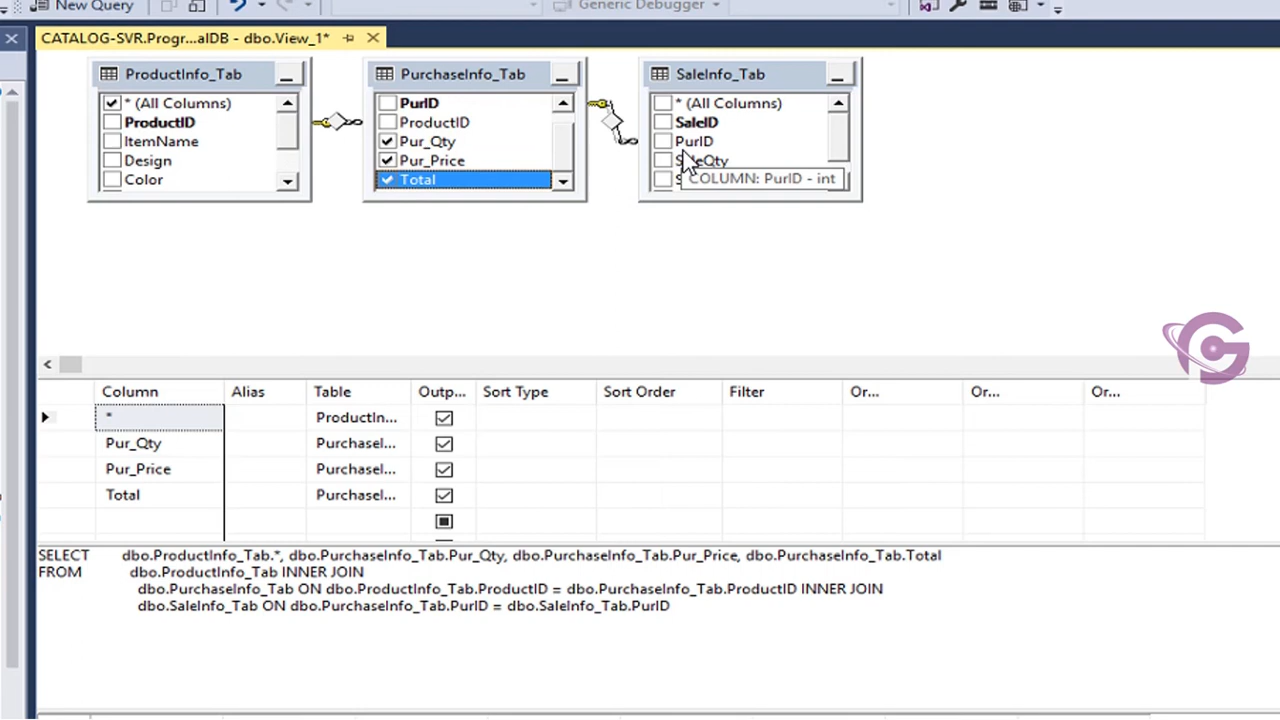 New Query
Generic Debugger
CATALOG-SVR.Progr...alDB - dbo.View_1*
ProductInfo_Tab
* (All Columns)
ProductID
ItemName
Design
Color
PurchaseInfo_Tab
PurID
ProductID
Pur_Qty
Pur_Price
Total
SaleInfo_Tab
* (All Columns)
SaleID
PurID
SaleQty
COLUMN: PurID - int
Column Alias Table Outp... Sort Type Sort Order Filter Or... Or... Or...
* ProductIn...
Pur_Qty PurchaseI...
Pur_Price PurchaseI...
Total PurchaseI...
SELECT dbo.ProductInfo_Tab.*, dbo.PurchaseInfo_Tab.Pur_Qty, dbo.PurchaseInfo_Tab.Pur_Price, dbo.PurchaseInfo_Tab.Total
FROM dbo.ProductInfo_Tab INNER JOIN
dbo.PurchaseInfo_Tab ON dbo.ProductInfo_Tab.ProductID = dbo.PurchaseInfo_Tab.ProductID INNER JOIN
dbo.SaleInfo_Tab ON dbo.PurchaseInfo_Tab.PurID = dbo.SaleInfo_Tab.PurID